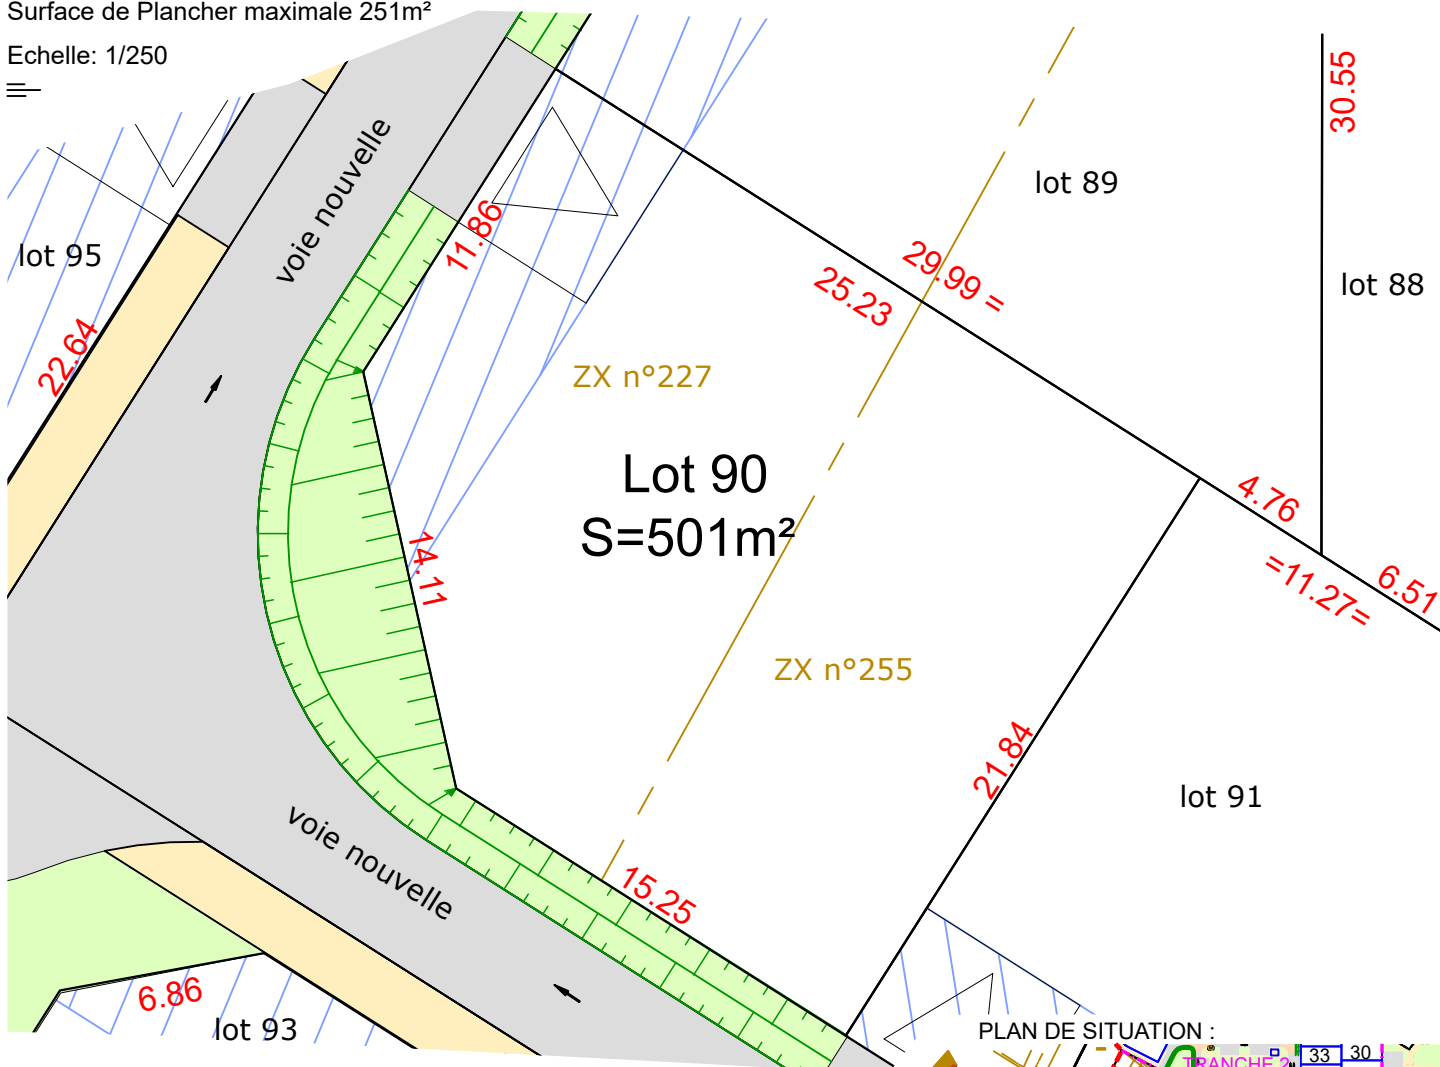 Surface de Plancher maximale 251m²
Echelle: 1/250
voie nouvelle
30.55
lot 89
lot 95
11.86
29.99 =
25.23
lot 88
22.64
ZX n°227
Lot 90
S=501m²
4.76
14.11
=11.27=
6.51
ZX n°255
21.84
lot 91
voie nouvelle
15.25
6.86
lot 93
PLAN DE SITUATION :
TRANCHE 2
33
30